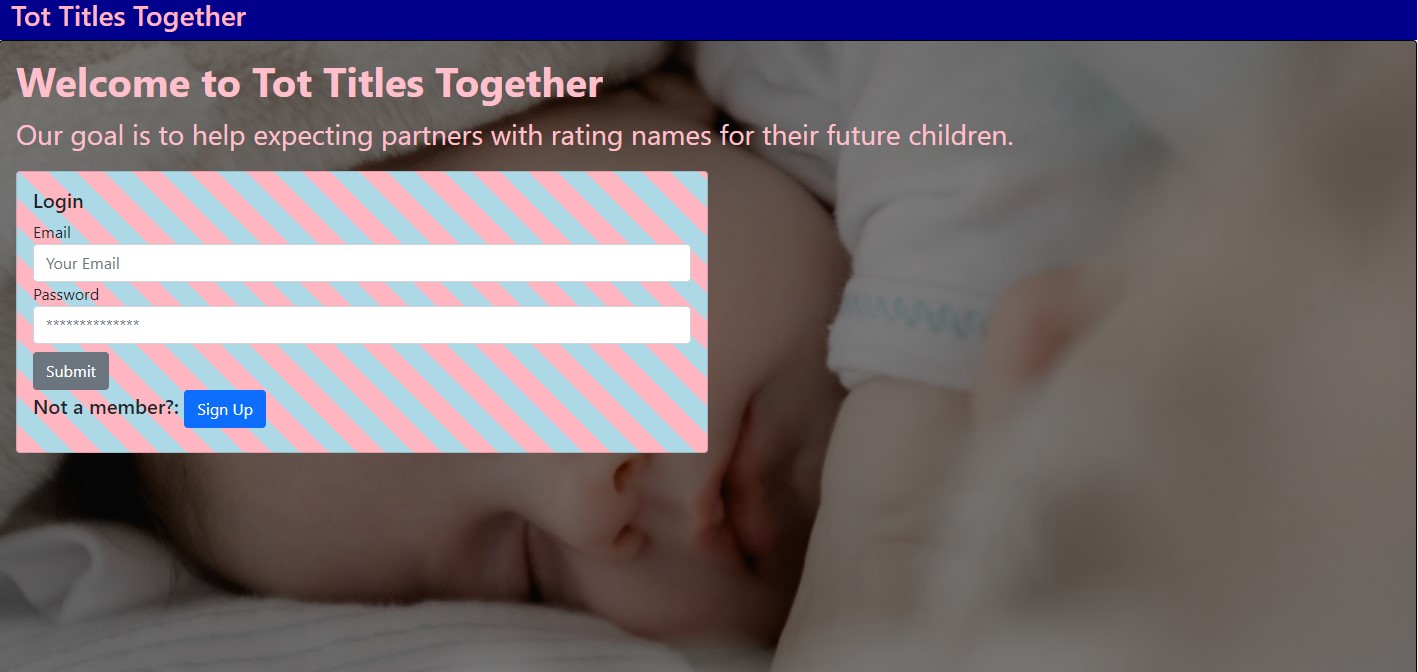 Tot Titles Together
Welcome to Tot Titles Together
Our goal is to help expecting partners with rating names for their future children.
Login
Email
Your Email
Password
**************
Submit
Not a member?: Sign Up